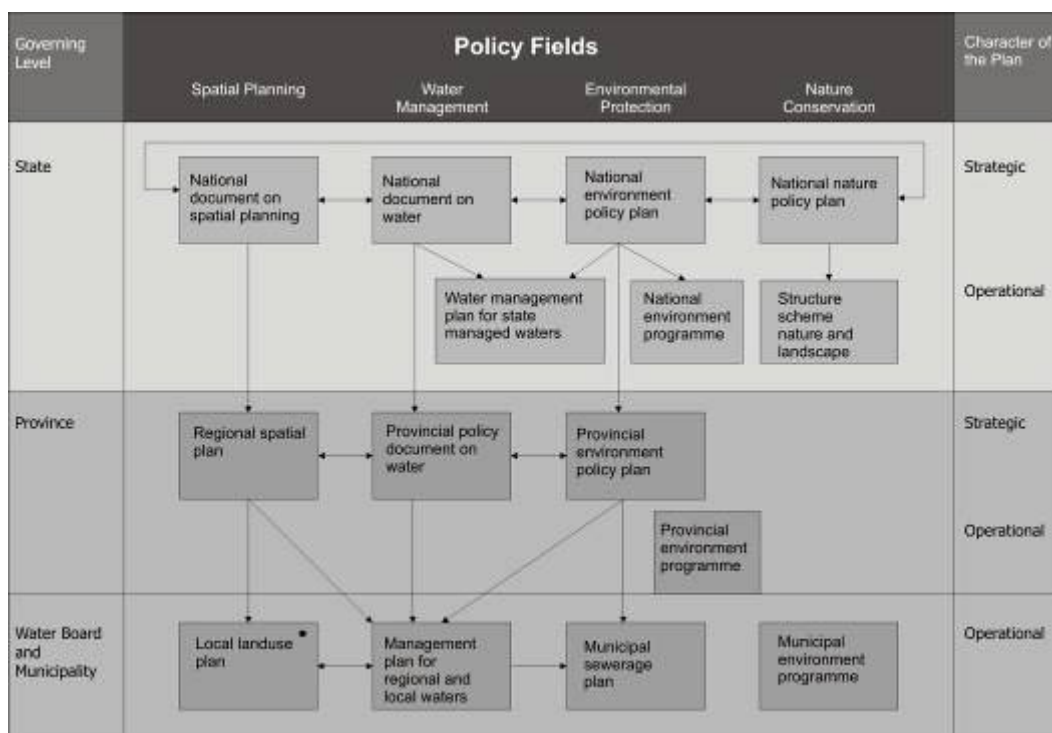 Governing
Level
Policy Fields
Character of
the Plan
Spatial Planning
Water
Management
Environmental
Protection
Nature
Conservation
State
National
document on
spatial planning
National
document on
water
National
environment
policy plan
National nature
policy plan
Strategic
Water management
plan for state
managed waters
National
environment
programme
Structure
scheme
nature and
landscape
Operational
Province
Regional spatial
plan
Provincial policy
document on
water
Provincial
environment
policy plan
Strategic
Provincial
environment
programme
Operational
Water Board
and
Municipality
Local landuse
plan
Management
plan for
regional and
local waters
Municipal
sewerage
plan
Municipal
environment
programme
Operational